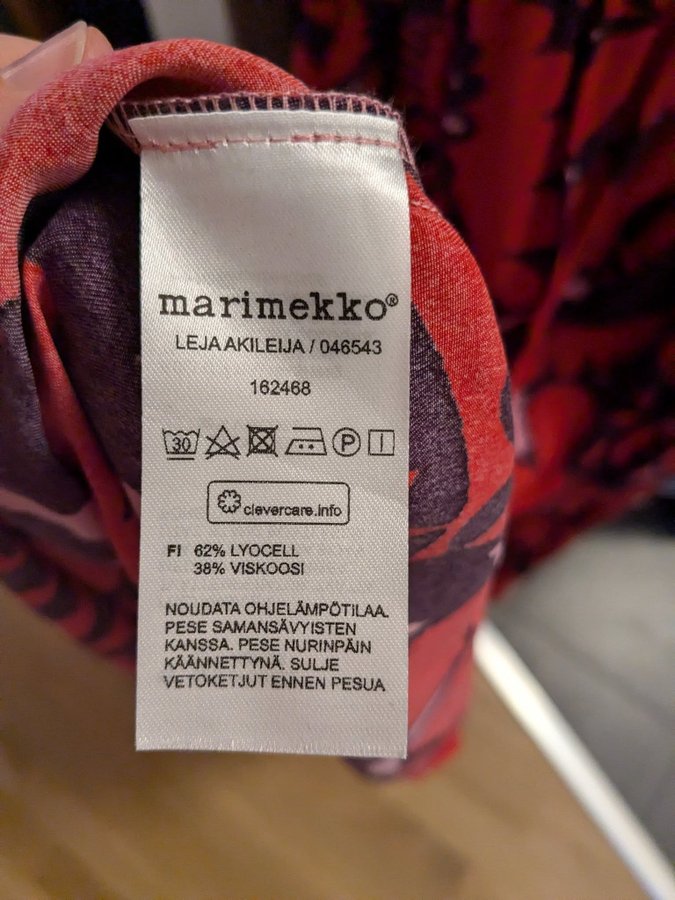 marimekko®
LEJA AKILEIJA / 046543
162468
30 P
clevercare.info
FI 62% LYOCELL
38% VISKOOSI
NOUDATA OHJELÄMPÖTILAA.
PESE SAMANSÄVYISTEN
KANSSA. PESE NURINPÄIN
KÄÄNNETTYNÄ. SULJE
VETOKETJUT ENNEN PESUA